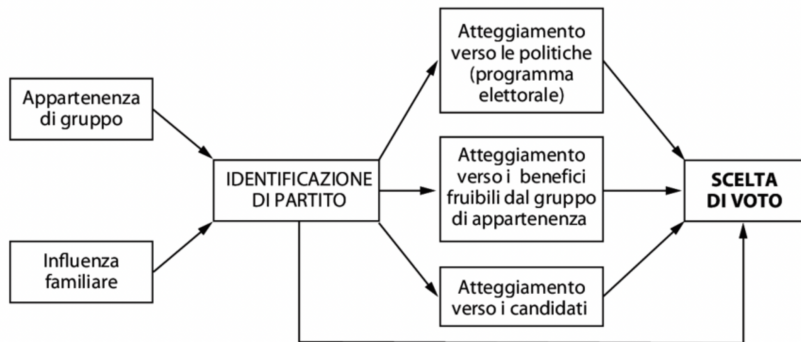 Appartenenza
di gruppo
Influenza
familiare
IDENTIFICAZIONE
DI PARTITO
Atteggiamento
verso le politiche
(programma
elettorale)
Atteggiamento
verso i benefici
fruibili dal gruppo
di appartenenza
Atteggiamento
verso i candidati
SCELTA
DI VOTO